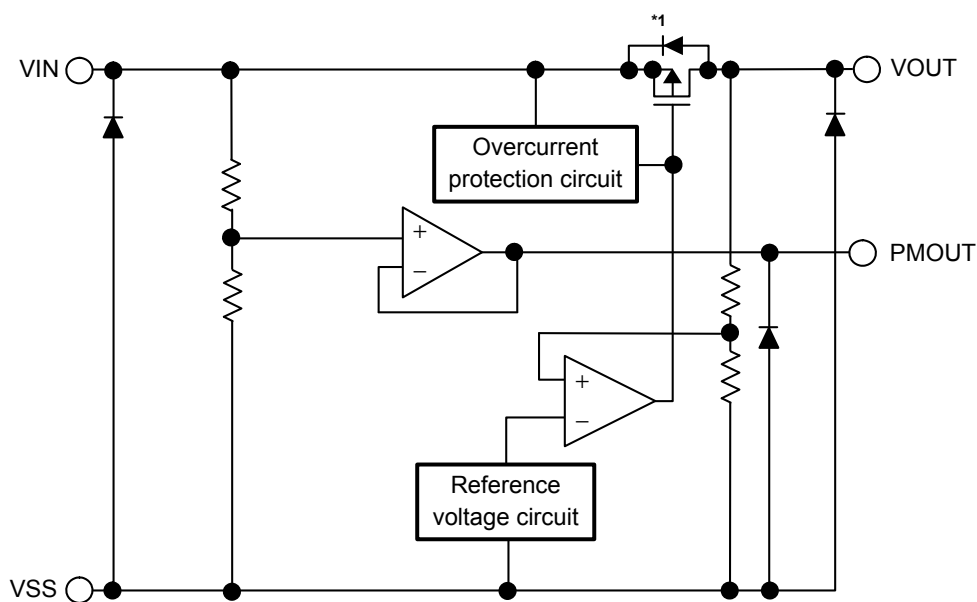 *1
VIN
VOUT
Overcurrent
protection circuit
+
−
PMOUT
+
−
Reference
voltage circuit
VSS